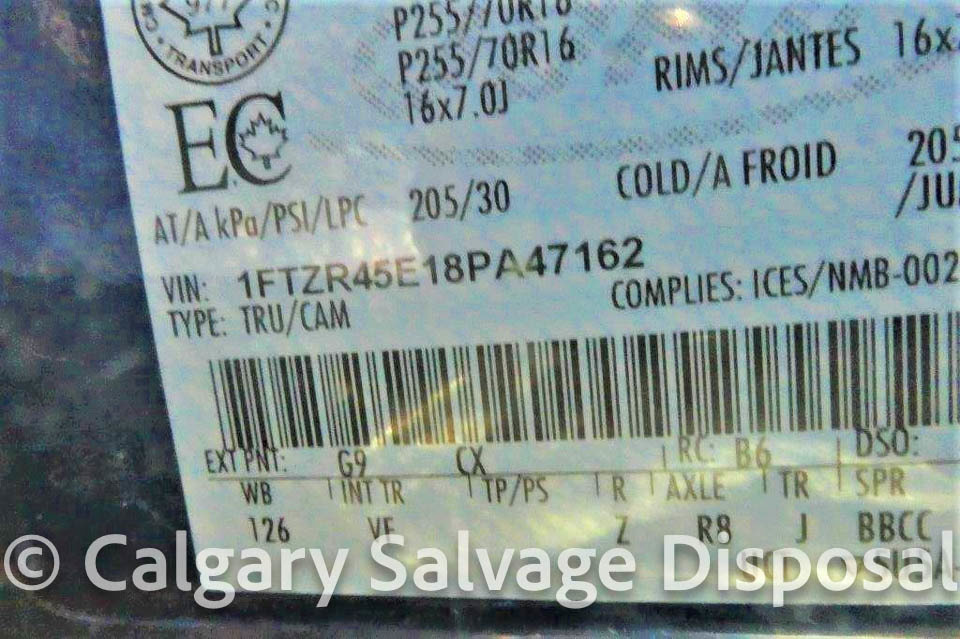 977
TRANSPORT
P255/70R16
P255/70R16
16x7.0J
RIMS/JANTES
EC
AT/A kPa/PSI/LPC 205/30 COLD/A FROID
VIN: 1FTZR45E18PA47162
TYPE: TRU/CAM COMPLIES: ICES/NMB-002
EXT PNT: G9 CX RC: B6 DSO:
WB INT TR TP/PS R AXLE TR SPR
126 VF Z R8 J BBCC
© Calgary Salvage Disposal